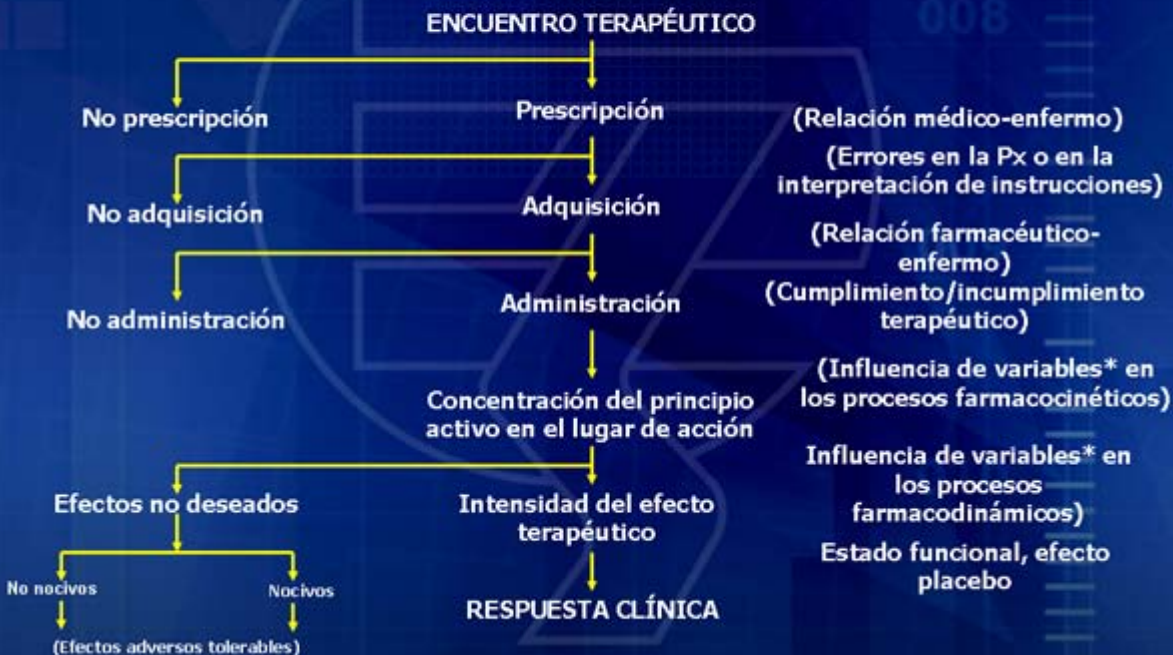 008
ENCUENTRO TERAPÉUTICO
No prescripción
Prescripción
(Relación médico-enfermo)
(Errores en la Px o en la
interpretación de instrucciones)
No adquisición
Adquisición
(Relación farmacéutico-
enfermo)
No administración
Administración
(Cumplimiento/incumplimiento
terapéutico)
Concentración del principio
activo en el lugar de acción
(Influencia de variables* en
los procesos farmacocinéticos)
Efectos no deseados
Intensidad del efecto
terapéutico
Influencia de variables* en
los procesos
farmacodinámicos)
No nocivos
Nocivos
(Efectos adversos tolerables)
RESPUESTA CLÍNICA
Estado funcional, efecto
placebo